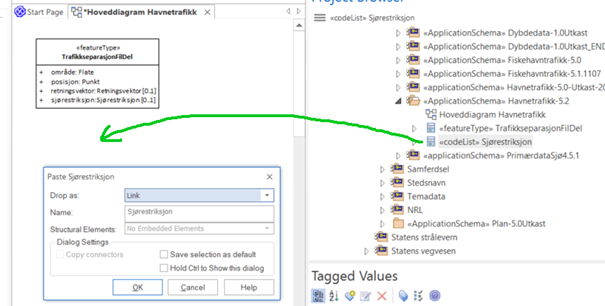 Start Page
*Hoveddiagram Havnetrafikk
«featureType»
TrafikkseparasjonFilDel
+ område: Flate
+ posisjon: Punkt
+ retningsvektor: Retningsvektor [0..1]
+ sjørestriksjon:Sjørestriksjon [0..1]
Paste Sjørestriksjon
Drop as: Link
Name: Sjørestriksjon
Structural Elements: No Embedded Elements
Dialog Settings
Copy connectors
Save selection as default
Hold Ctrl to Show this dialog
OK Cancel Help
Project Browser
«codeList» Sjørestriksjon
«ApplicationSchema» Dybdedata-1.0Utkast
«ApplicationSchema» Dybdedata-1.0Utkast_END
«ApplicationSchema» Fiskehavntrafikk-5.0
«ApplicationSchema» Fiskehavntrafikk-5.1.1107
«ApplicationSchema» Havnetrafikk-5.0-Utkast-20
«ApplicationSchema» Havnetrafikk-5.2
Hoveddiagram Havnetrafikk
«featureType» TrafikkseparasjonFilDel
«codeList» Sjørestriksjon
«applicationSchema» PrimærdataSjø4.5.1
Samferdsel
Stedsnavn
Temadata
NRL
«ApplicationSchema» Plan-5.0Utkast
Statens strålevern
Statens vegvesen
Tagged Values